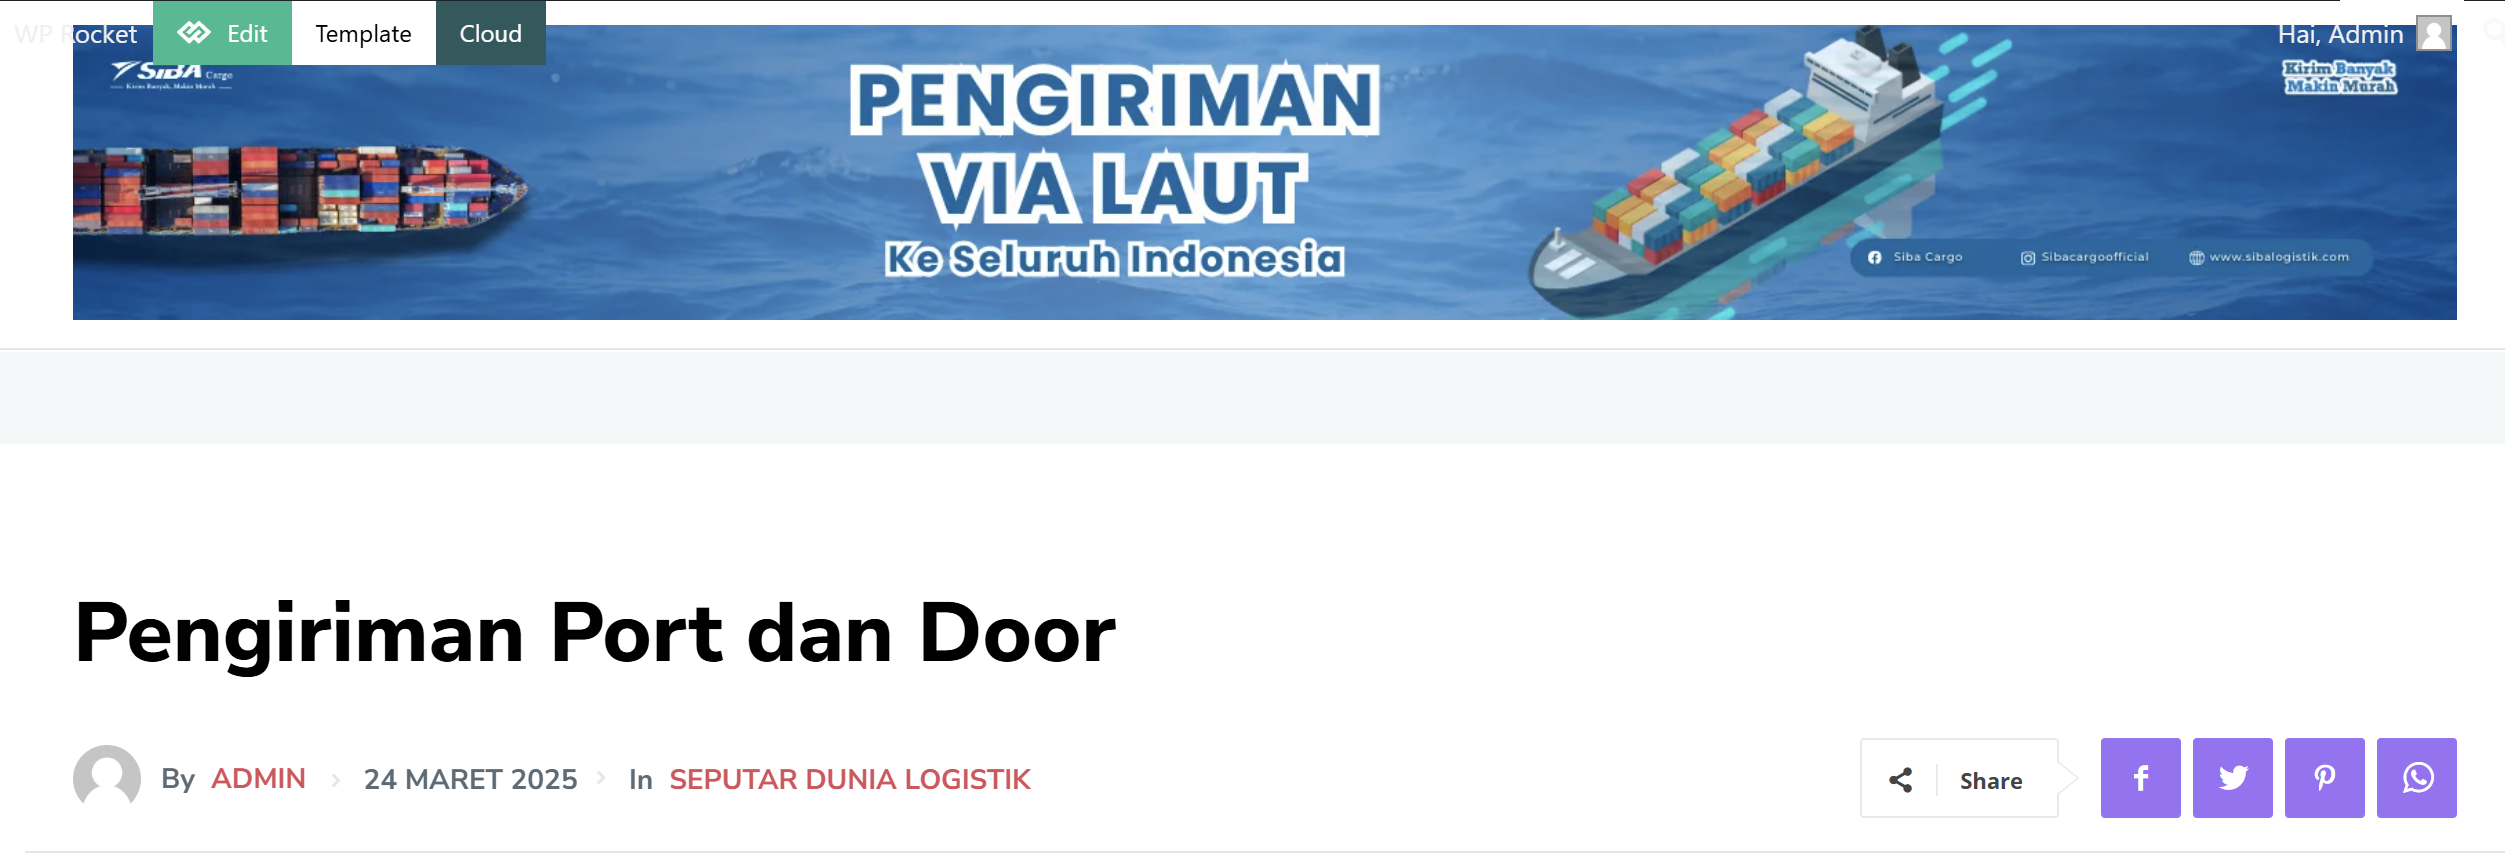 WP Rocket
Edit
Template
Cloud
Hai, Admin
SIBA Cargo
Kirim Banyak, Makin Murah
PENGIRIMAN
VIA LAUT
Ke Seluruh Indonesia
Kirim Banyak
Makin Murah
Siba Cargo
Sibacargoofficial
www.sibalogistik.com
Pengiriman Port dan Door
By ADMIN
24 MARET 2025
In SEPUTAR DUNIA LOGISTIK
Share